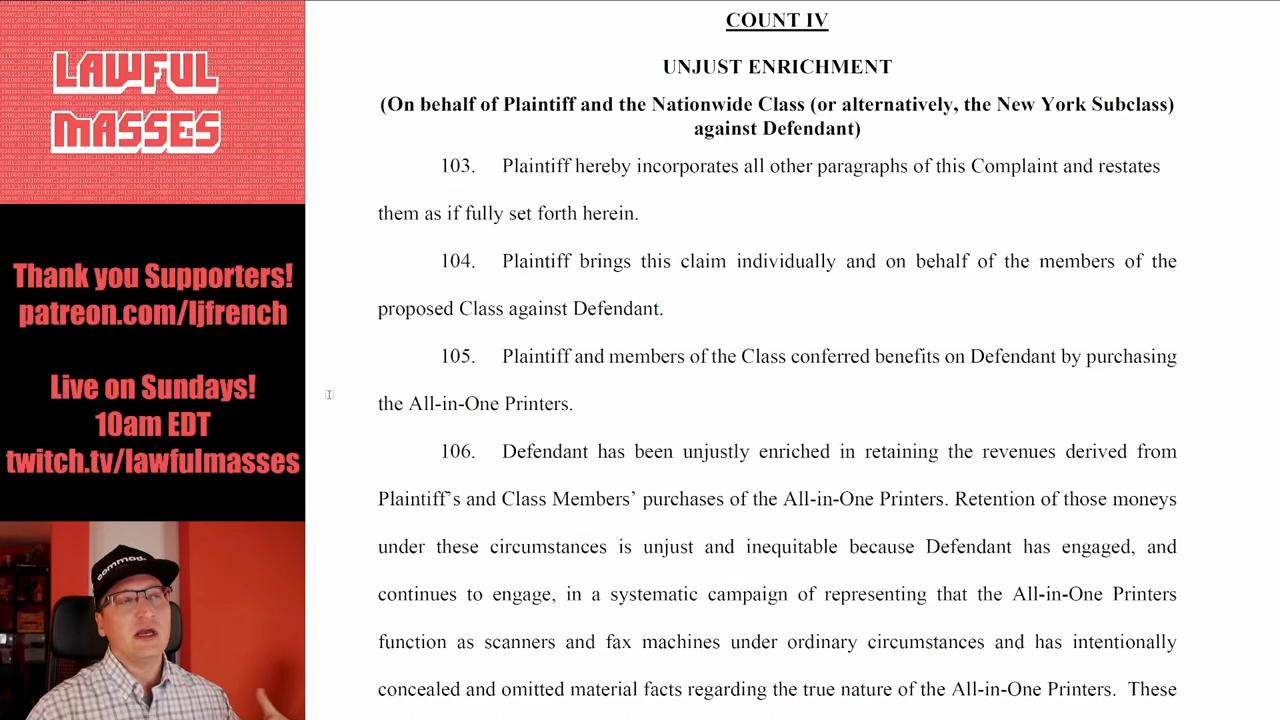 LAWFUL
MASSES
Thank you Supporters!
patreon.com/ljfrench
Live on Sundays!
10am EDT
twitch.tv/lawfulmasses
commod
COUNT IV
UNJUST ENRICHMENT
(On behalf of Plaintiff and the Nationwide Class (or alternatively, the New York Subclass)
against Defendant)
103. Plaintiff hereby incorporates all other paragraphs of this Complaint and restates
them as if fully set forth herein.
104. Plaintiff brings this claim individually and on behalf of the members of the
proposed Class against Defendant.
105. Plaintiff and members of the Class conferred benefits on Defendant by purchasing
the All-in-One Printers.
106. Defendant has been unjustly enriched in retaining the revenues derived from
Plaintiff's and Class Members' purchases of the All-in-One Printers. Retention of those moneys
under these circumstances is unjust and inequitable because Defendant has engaged, and
continues to engage, in a systematic campaign of representing that the All-in-One Printers
function as scanners and fax machines under ordinary circumstances and has intentionally
concealed and omitted material facts regarding the true nature of the All-in-One Printers. These